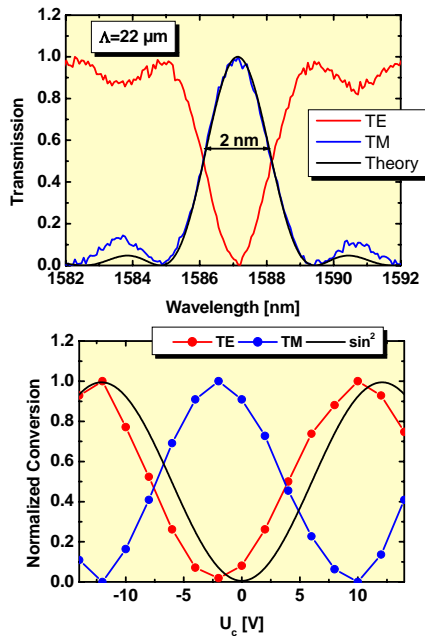 Λ=22 µm
1.2
1.0
0.8
0.6
0.4
0.2
0.0
Transmission
2 nm
TE
TM
Theory
1582 1584 1586 1588 1590 1592
Wavelength [nm]
TE TM sin²
1.2
1.0
0.8
0.6
0.4
0.2
0.0
Normalized Conversion
-10 -5 0 5 10
U_c [V]